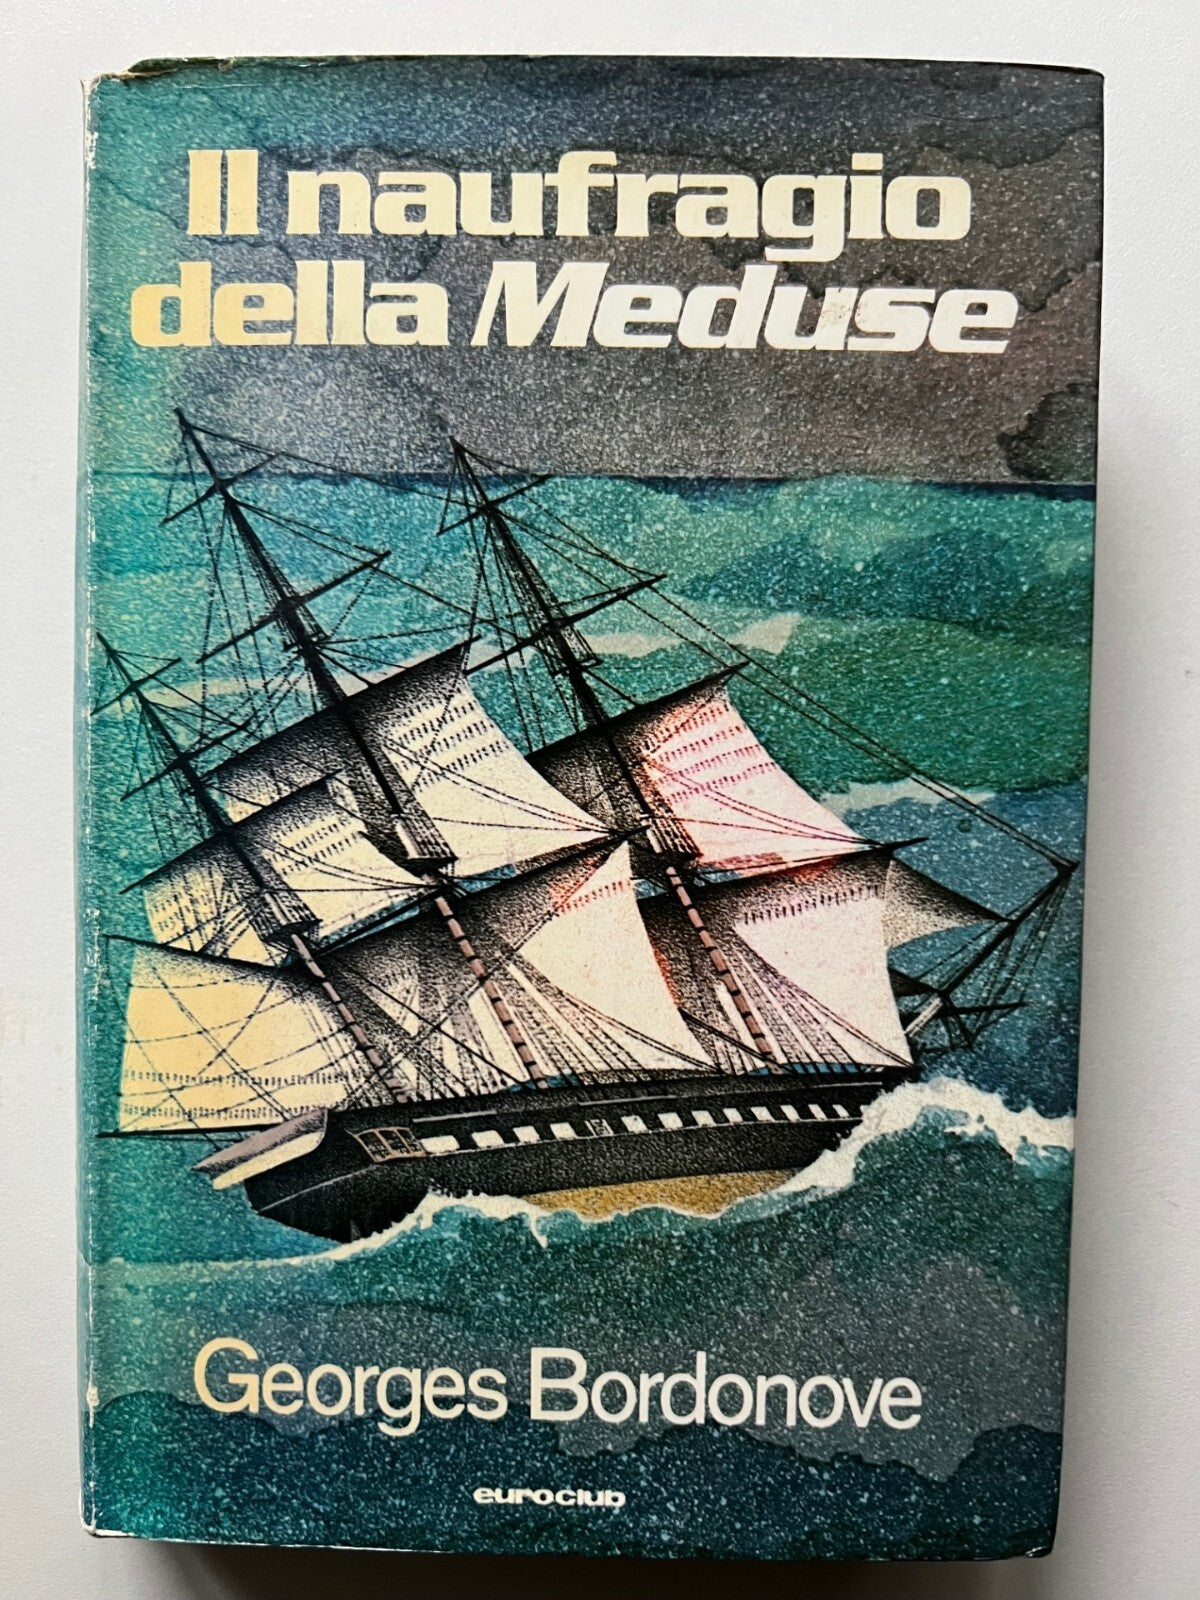 Il naufragio
della Meduse
Georges Bordonove
euroclub